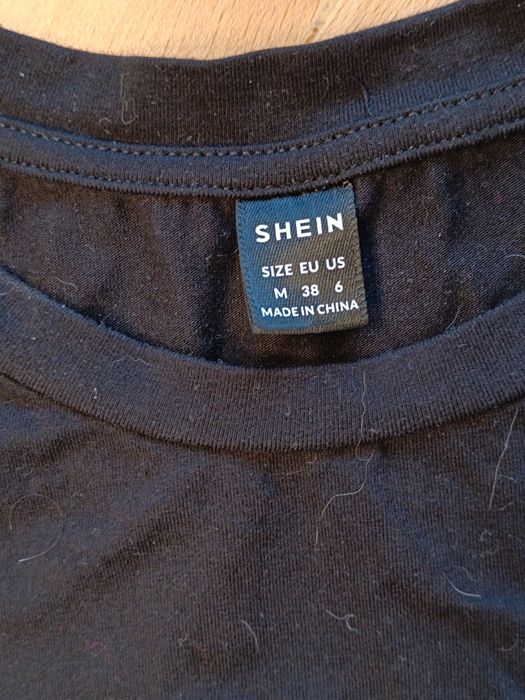 SHEIN
SIZE EU US
M 38 6
MADE IN CHINA